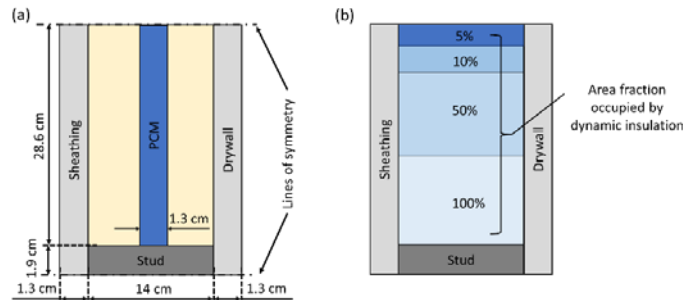 (a)
28.6 cm
1.9 cm
Sheathing
PCM
Drywall
1.3 cm
Stud
1.3 cm
14 cm
1.3 cm
Lines of symmetry
(b)
Sheathing
5%
10%
50%
100%
Drywall
Area fraction
occupied by
dynamic insulation
Stud